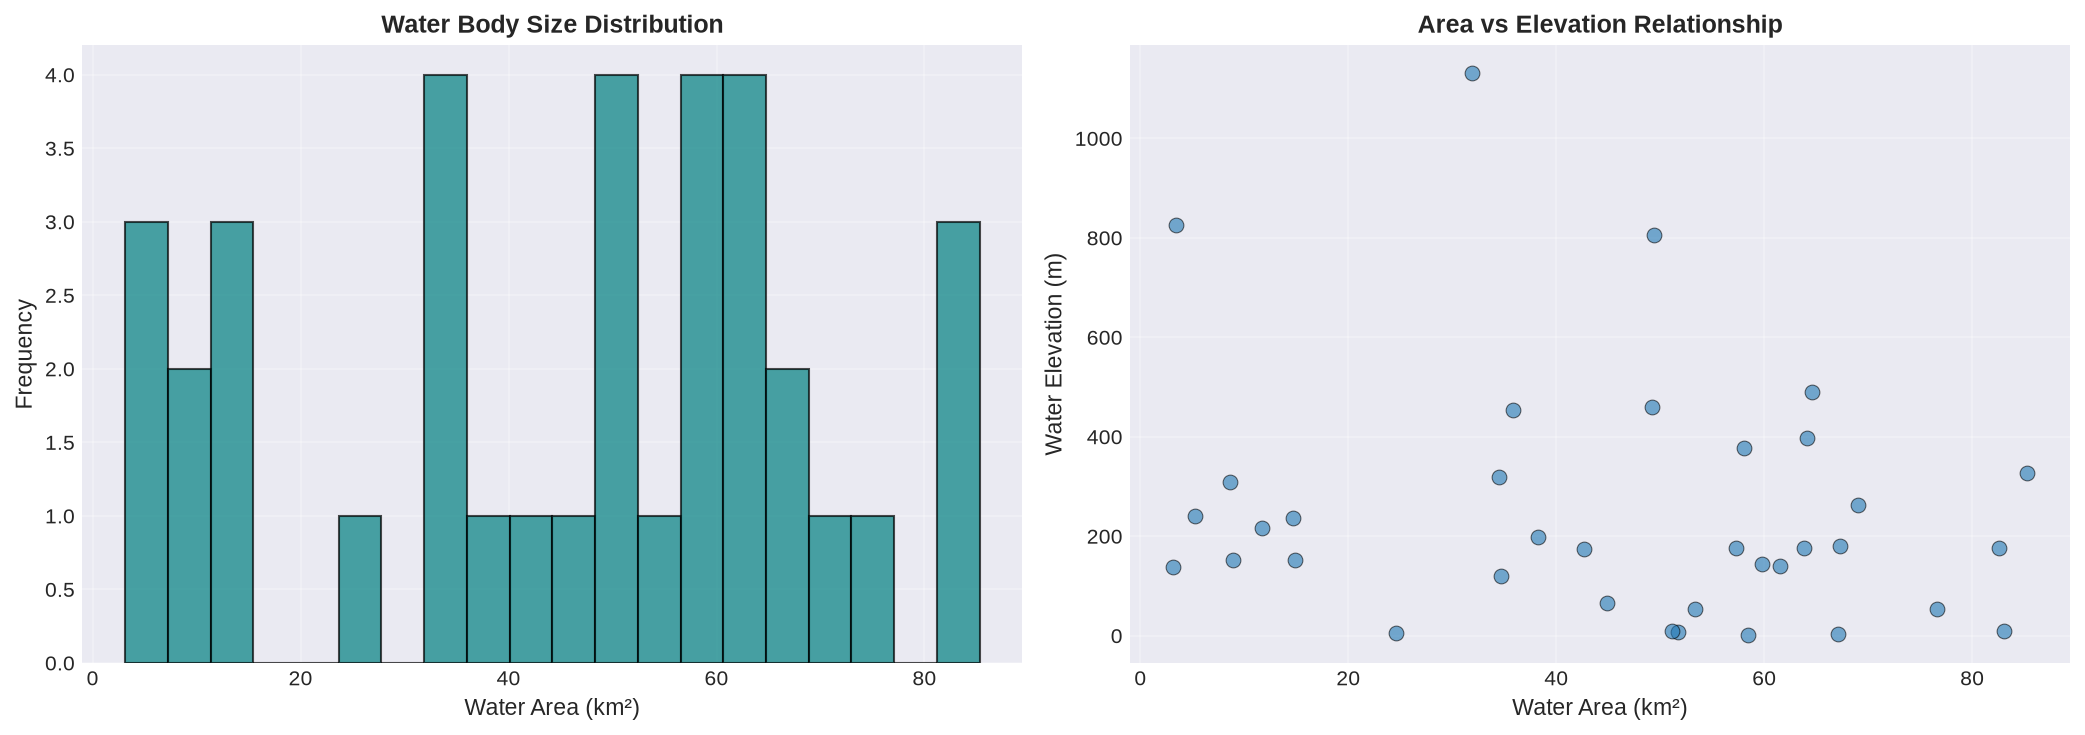 Water Body Size Distribution
4.0
3.5
3.0
2.5
2.0
1.5
1.0
0.5
0.0
Frequency
0 20 40 60 80
Water Area (km²)
Area vs Elevation Relationship
1000
800
600
400
200
0
Water Elevation (m)
0 20 40 60 80
Water Area (km²)